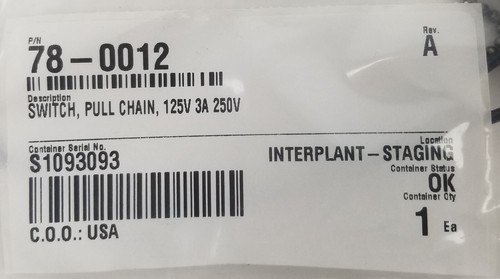 P/N
Rev.
78-0012
A
Description
SWITCH, PULL CHAIN, 125V 3A 250V
Container Serial No.
Location
S1093093
INTERPLANT-STAGING
Container Status
OK
Container Qty
1 Ea
C.O.O.: USA